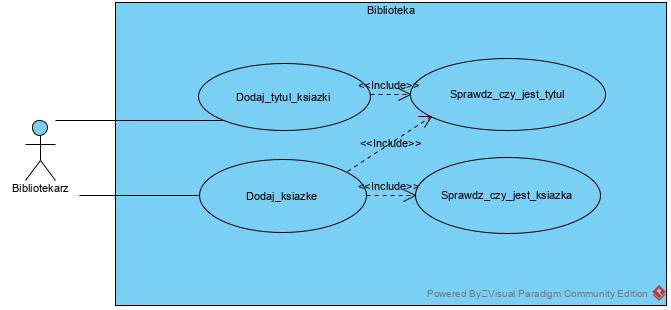 Biblioteka
<<Include>>
Dodaj_tytul_ksiazki
Sprawdz_czy_jest_tytul
<<Include>>
Bibliotekarz
<<Include>>
Dodaj_ksiazke
Sprawdz_czy_jest_ksiazka
Powered By Visual Paradigm Community Edition